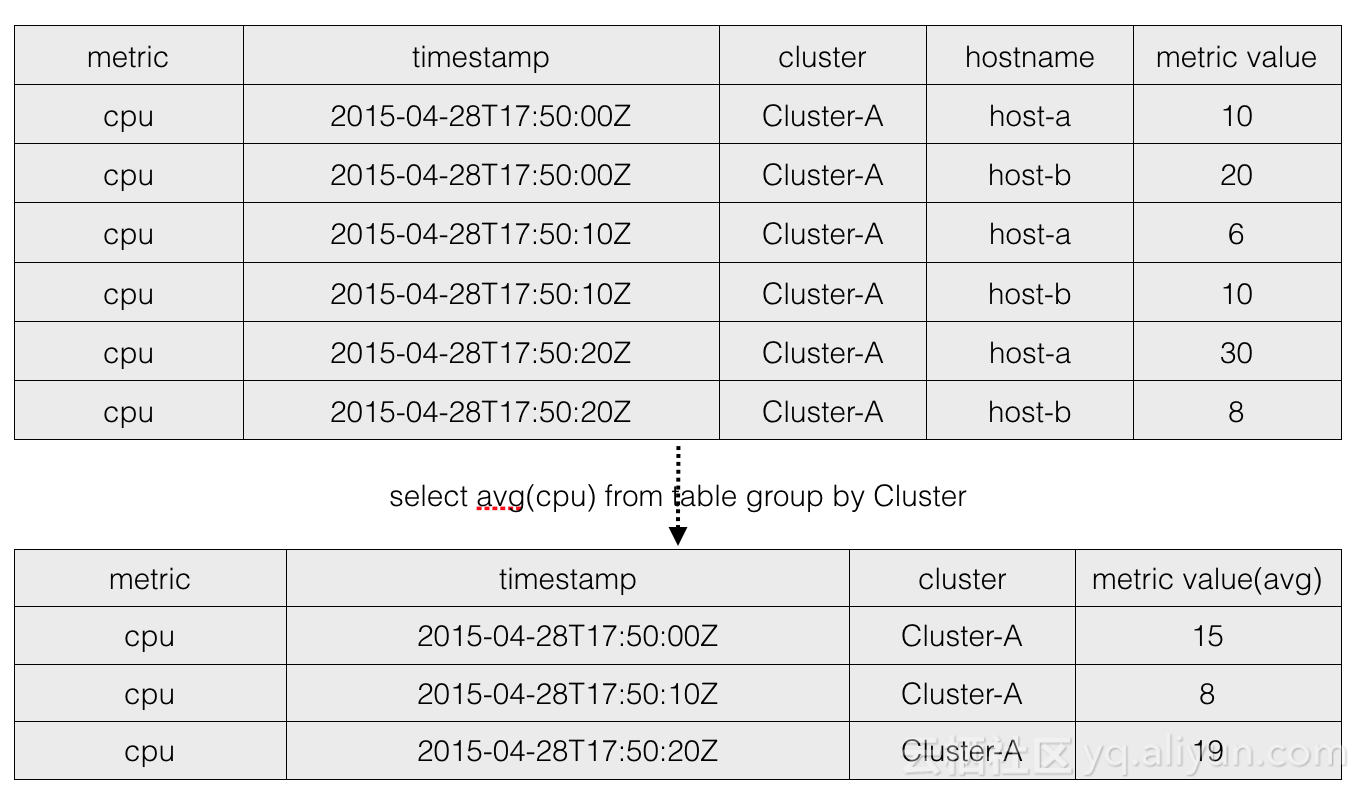 metric timestamp cluster hostname metric value
cpu 2015-04-28T17:50:00Z Cluster-A host-a 10
cpu 2015-04-28T17:50:00Z Cluster-A host-b 20
cpu 2015-04-28T17:50:10Z Cluster-A host-a 6
cpu 2015-04-28T17:50:10Z Cluster-A host-b 10
cpu 2015-04-28T17:50:20Z Cluster-A host-a 30
cpu 2015-04-28T17:50:20Z Cluster-A host-b 8
select avg(cpu) from table group by Cluster
metric timestamp cluster metric value(avg)
cpu 2015-04-28T17:50:00Z Cluster-A 15
cpu 2015-04-28T17:50:10Z Cluster-A 8
cpu 2015-04-28T17:50:20Z Cluster-A 19
云栖社区 yq.aliyun.com